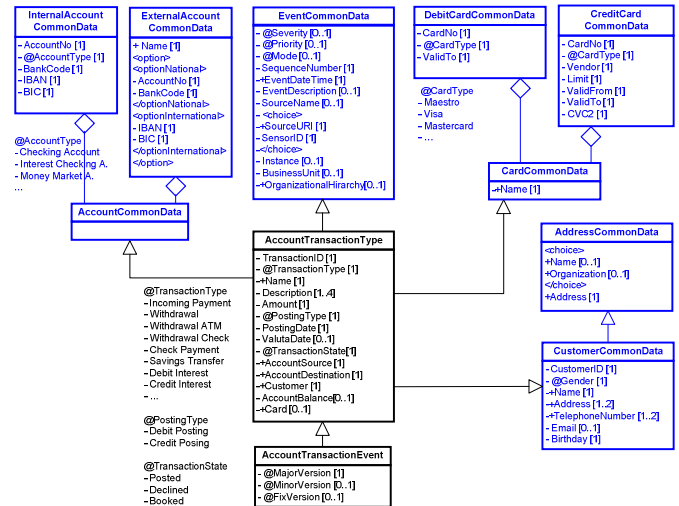 InternalAccount
CommonData
- AccountNo [1]
- @AccountType [1]
- BankCode [1]
- IBAN [1]
- BIC [1]
@AccountType
- Checking Account
- Interest Checking A.
- Money Market A.
...
ExternalAccount
CommonData
+ Name [1]
<option>
<optionNational>
- AccountNo [1]
- BankCode [1]
</optionNational>
<optionInternational>
- IBAN [1]
- BIC [1]
</optionInternational>
</option>
AccountCommonData
EventCommonData
- @Severity [0..1]
- @Priority [0..1]
- @Mode [0..1]
- SequenceNumber [1]
-+EventDateTime [1]
- EventDescription [0..1]
- SourceName [0..1]
- <choice>
-+SourceURI [1]
- SensorID [1]
-</choice>
- Instance [0..1]
- BusinessUnit [0..1]
-+OrganizationalHirarchy[0..1]
DebitCardCommonData
- CardNo [1]
- @CardType [1]
- ValidTo [1]
@CardType
- Maestro
- Visa
- Mastercard
- ...
CreditCard
CommonData
- CardNo [1]
- @CardType [1]
- Vendor [1]
- Limit [1]
- ValidFrom [1]
- ValidTo [1]
- CVC2 [1]
CardCommonData
-+Name [1]
AccountTransactionType
- TransactionID [1]
- @TransactionType [1]
-+Name [1]
- Description [1..4]
- Amount [1]
- @PostingType [1]
- PostingDate [1]
- ValutaDate [0..1]
- @TransactionState[1]
-+AccountSource [1]
-+AccountDestination [1]
-+Customer [1]
- AccountBalance[0..1]
-+Card [0..1]
@TransactionType
- Incoming Payment
- Withdrawal
- Withdrawal ATM
- Withdrawal Check
- Check Payment
- Savings Transfer
- Debit Interest
- Credit Interest
- ...
@PostingType
- Debit Posting
- Credit Posing
@TransactionState
- Posted
- Declined
- Booked
AddressCommonData
<choice>
+Name [0..1]
+Organization [0..1]
</choice>
+Address [1]
CustomerCommonData
- CustomerID [1]
- @Gender [1]
-+Name [1]
-+Address [1..2]
-+TelephoneNumber [1..2]
- Email [0..1]
- Birthday [1]
AccountTransactionEvent
- @MajorVersion [1]
- @MinorVersion [0..1]
- @FixVersion [0..1]